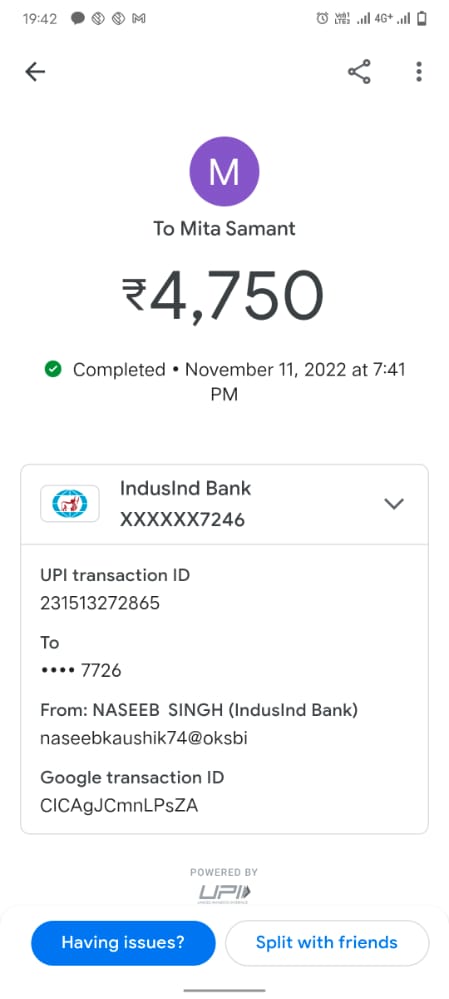 19:42
4G+
M
To Mita Samant
₹4,750
Completed • November 11, 2022 at 7:41
PM
IndusInd Bank
XXXXXX7246
UPI transaction ID
231513272865
To
•••• 7726
From: NASEEB SINGH (IndusInd Bank)
naseebkaushik74@oksbi
Google transaction ID
CICAgJCmnLPsZA
POWERED BY
UPI
Having issues?
Split with friends